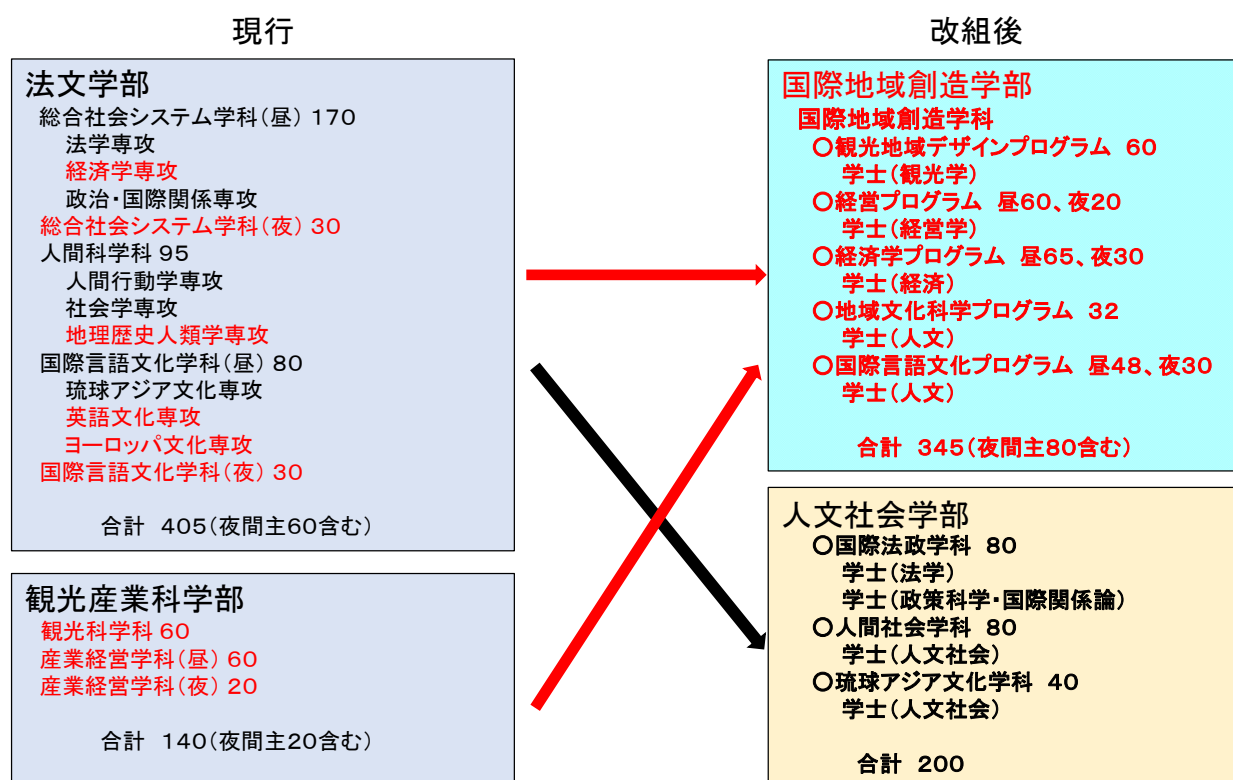 現行
法文学部
総合社会システム学科(昼) 170
法学専攻
経済学専攻
政治・国際関係専攻
総合社会システム学科(夜) 30
人間科学科 95
人間行動学専攻
社会学専攻
地理歴史人類学専攻
国際言語文化学科(昼) 80
琉球アジア文化専攻
英語文化専攻
ヨーロッパ文化専攻
国際言語文化学科(夜) 30
合計 405(夜間主60含む)
観光産業科学部
観光科学科 60
産業経営学科(昼) 60
産業経営学科(夜) 20
合計 140(夜間主20含む)
改組後
国際地域創造学部
国際地域創造学科
〇観光地域デザインプログラム 60
学士(観光学)
〇経営プログラム 昼60、夜20
学士(経営学)
〇経済学プログラム 昼65、夜30
学士(経済)
〇地域文化科学プログラム 32
学士(人文)
〇国際言語文化プログラム 昼48、夜30
学士(人文)
合計 345(夜間主80含む)
人文社会学部
〇国際法政学科 80
学士(法学)
学士(政策科学・国際関係論)
〇人間社会学科 80
学士(人文社会)
〇琉球アジア文化学科 40
学士(人文社会)
合計 200